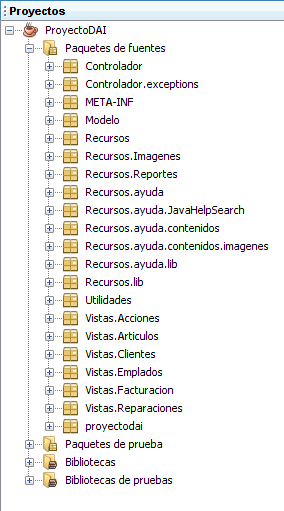 Proyectos
ProyectoDAI
Paquetes de fuentes
Controlador
Controlador.exceptions
META-INF
Modelo
Recursos
Recursos.Imagenes
Recursos.Reportes
Recursos.ayuda
Recursos.ayuda.JavaHelpSearch
Recursos.ayuda.contenidos
Recursos.ayuda.contenidos.imagenes
Recursos.ayuda.lib
Recursos.lib
Utilidades
Vistas.Acciones
Vistas.Articulos
Vistas.Clientes
Vistas.Emplados
Vistas.Facturacion
Vistas.Reparaciones
proyectodai
Paquetes de prueba
Bibliotecas
Bibliotecas de pruebas